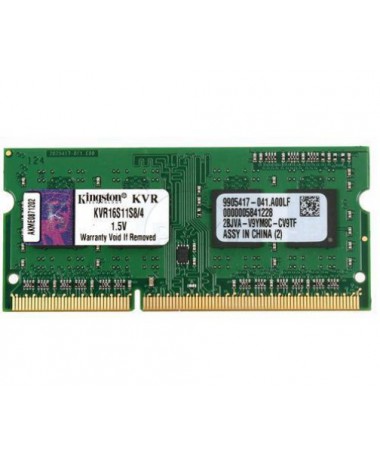 124
Kingston KVR
KVR16S11S8/4
1.5V
Warranty Void If Removed
9905417-041.A00LF
0000005841228
2BJVA-V9YM8C-CV9TF
ASSY IN CHINA (2)